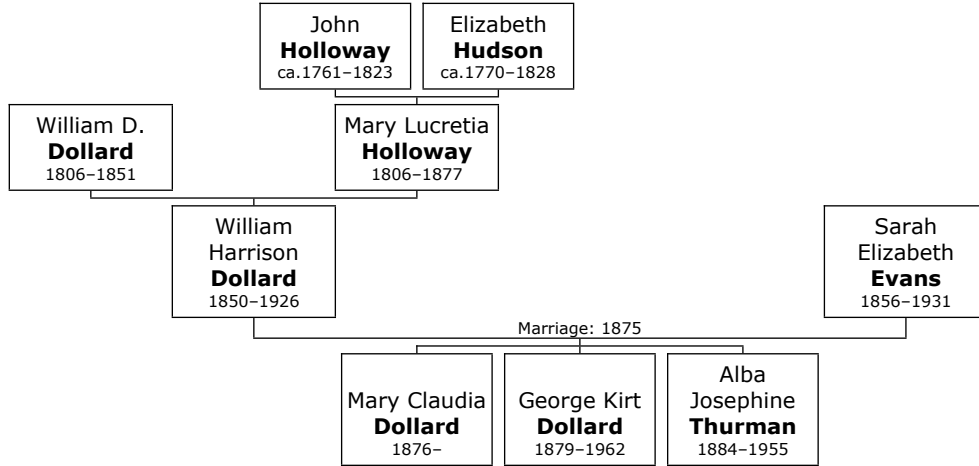 John
Holloway
ca.1761–1823
Elizabeth
Hudson
ca.1770–1828
William D.
Dollard
1806–1851
Mary Lucretia
Holloway
1806–1877
William
Harrison
Dollard
1850–1926
Sarah
Elizabeth
Evans
1856–1931
Marriage: 1875
Mary Claudia
Dollard
1876–
George Kirt
Dollard
1879–1962
Alba
Josephine
Thurman
1884–1955